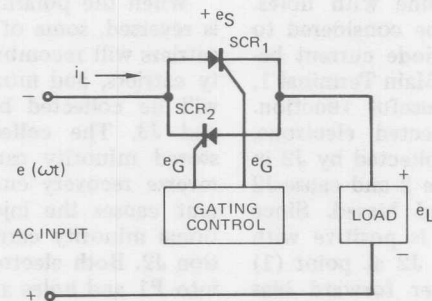 + eS
SCR1
iL
SCR2
eG eG
e (ωt)
GATING
CONTROL
LOAD
+
eL
−
AC INPUT
−
+